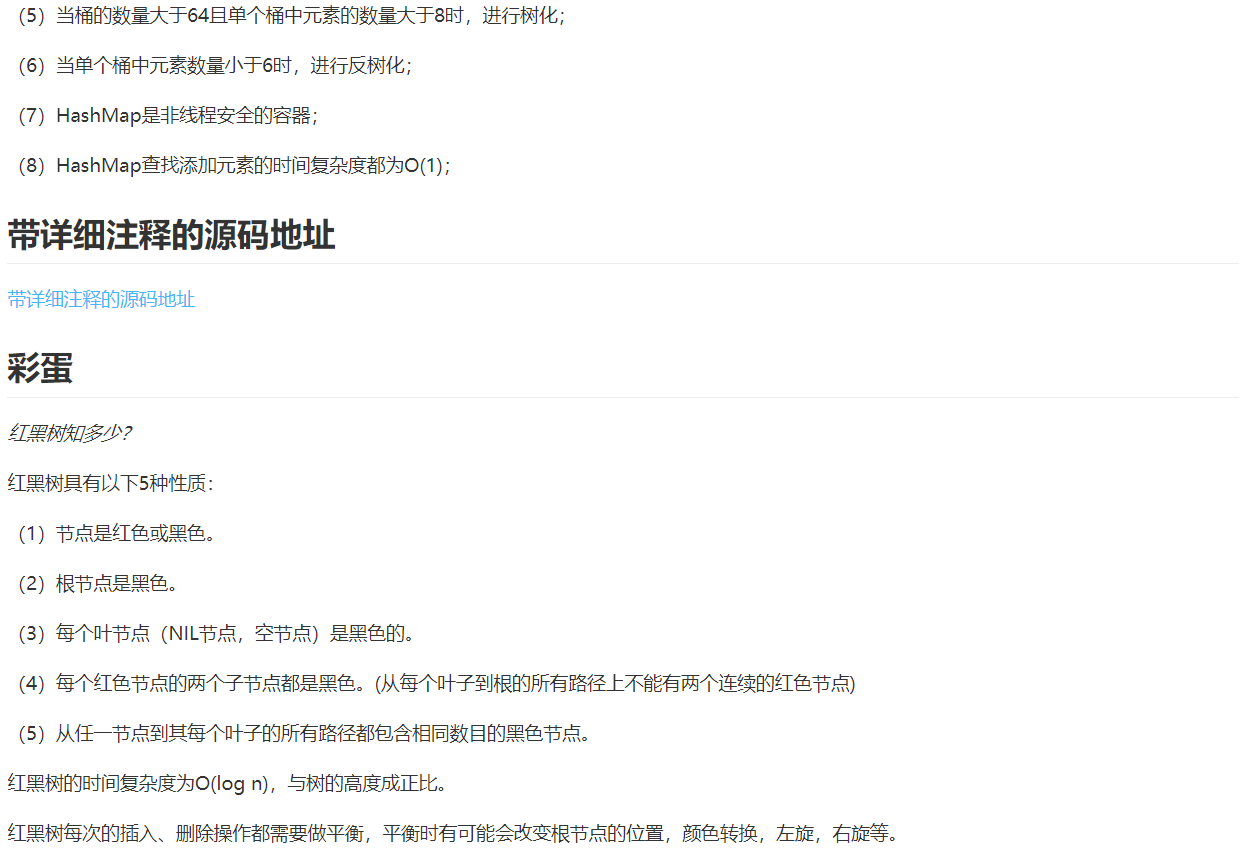 （5）当桶的数量大于64且单个桶中元素的数量大于8时，进行树化；
（6）当单个桶中元素数量小于6时，进行反树化；
（7）HashMap是非线程安全的容器；
（8）HashMap查找添加元素的时间复杂度都为O(1)；
带详细注释的源码地址
带详细注释的源码地址
彩蛋
红黑树知多少？
红黑树具有以下5种性质：
（1）节点是红色或黑色。
（2）根节点是黑色。
（3）每个叶节点（NIL节点，空节点）是黑色的。
（4）每个红色节点的两个子节点都是黑色。(从每个叶子到根的所有路径上不能有两个连续的红色节点)
（5）从任一节点到其每个叶子的所有路径都包含相同数目的黑色节点。
红黑树的时间复杂度为O(log n)，与树的高度成正比。
红黑树每次的插入、删除操作都需要做平衡，平衡时有可能会改变根节点的位置，颜色转换，左旋，右旋等。